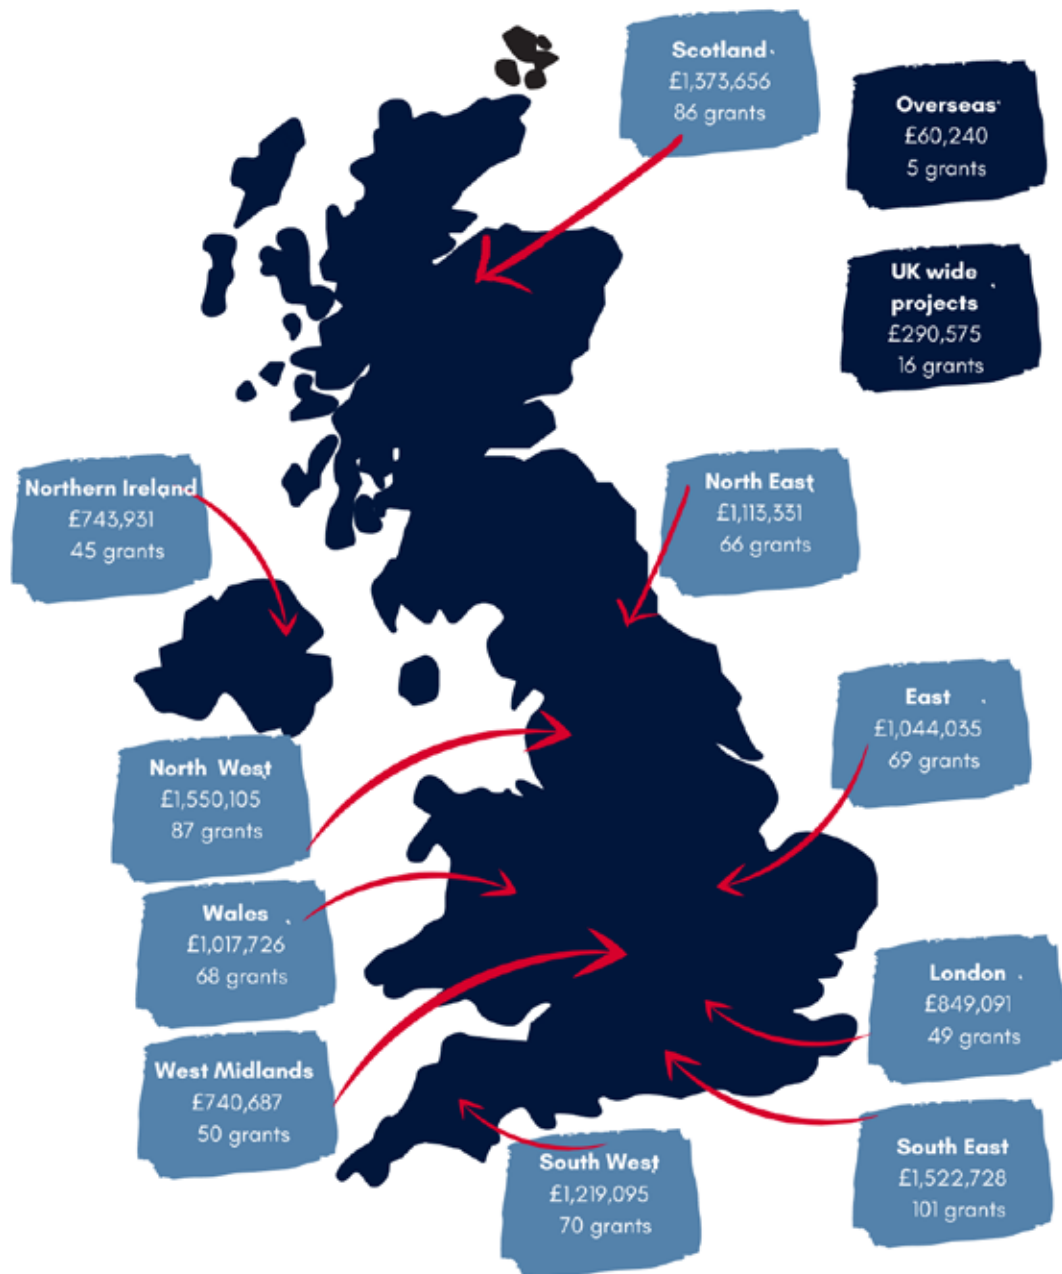 Scotland
£1,373,656
86 grants
Overseas
£60,240
5 grants
UK wide
projects
£290,575
16 grants
Northern Ireland
£743,931
45 grants
North East
£1,113,331
66 grants
East
£1,044,035
69 grants
North West
£1,550,105
87 grants
Wales
£1,017,726
68 grants
London
£849,091
49 grants
West Midlands
£740,687
50 grants
South East
£1,522,728
101 grants
South West
£1,219,095
70 grants